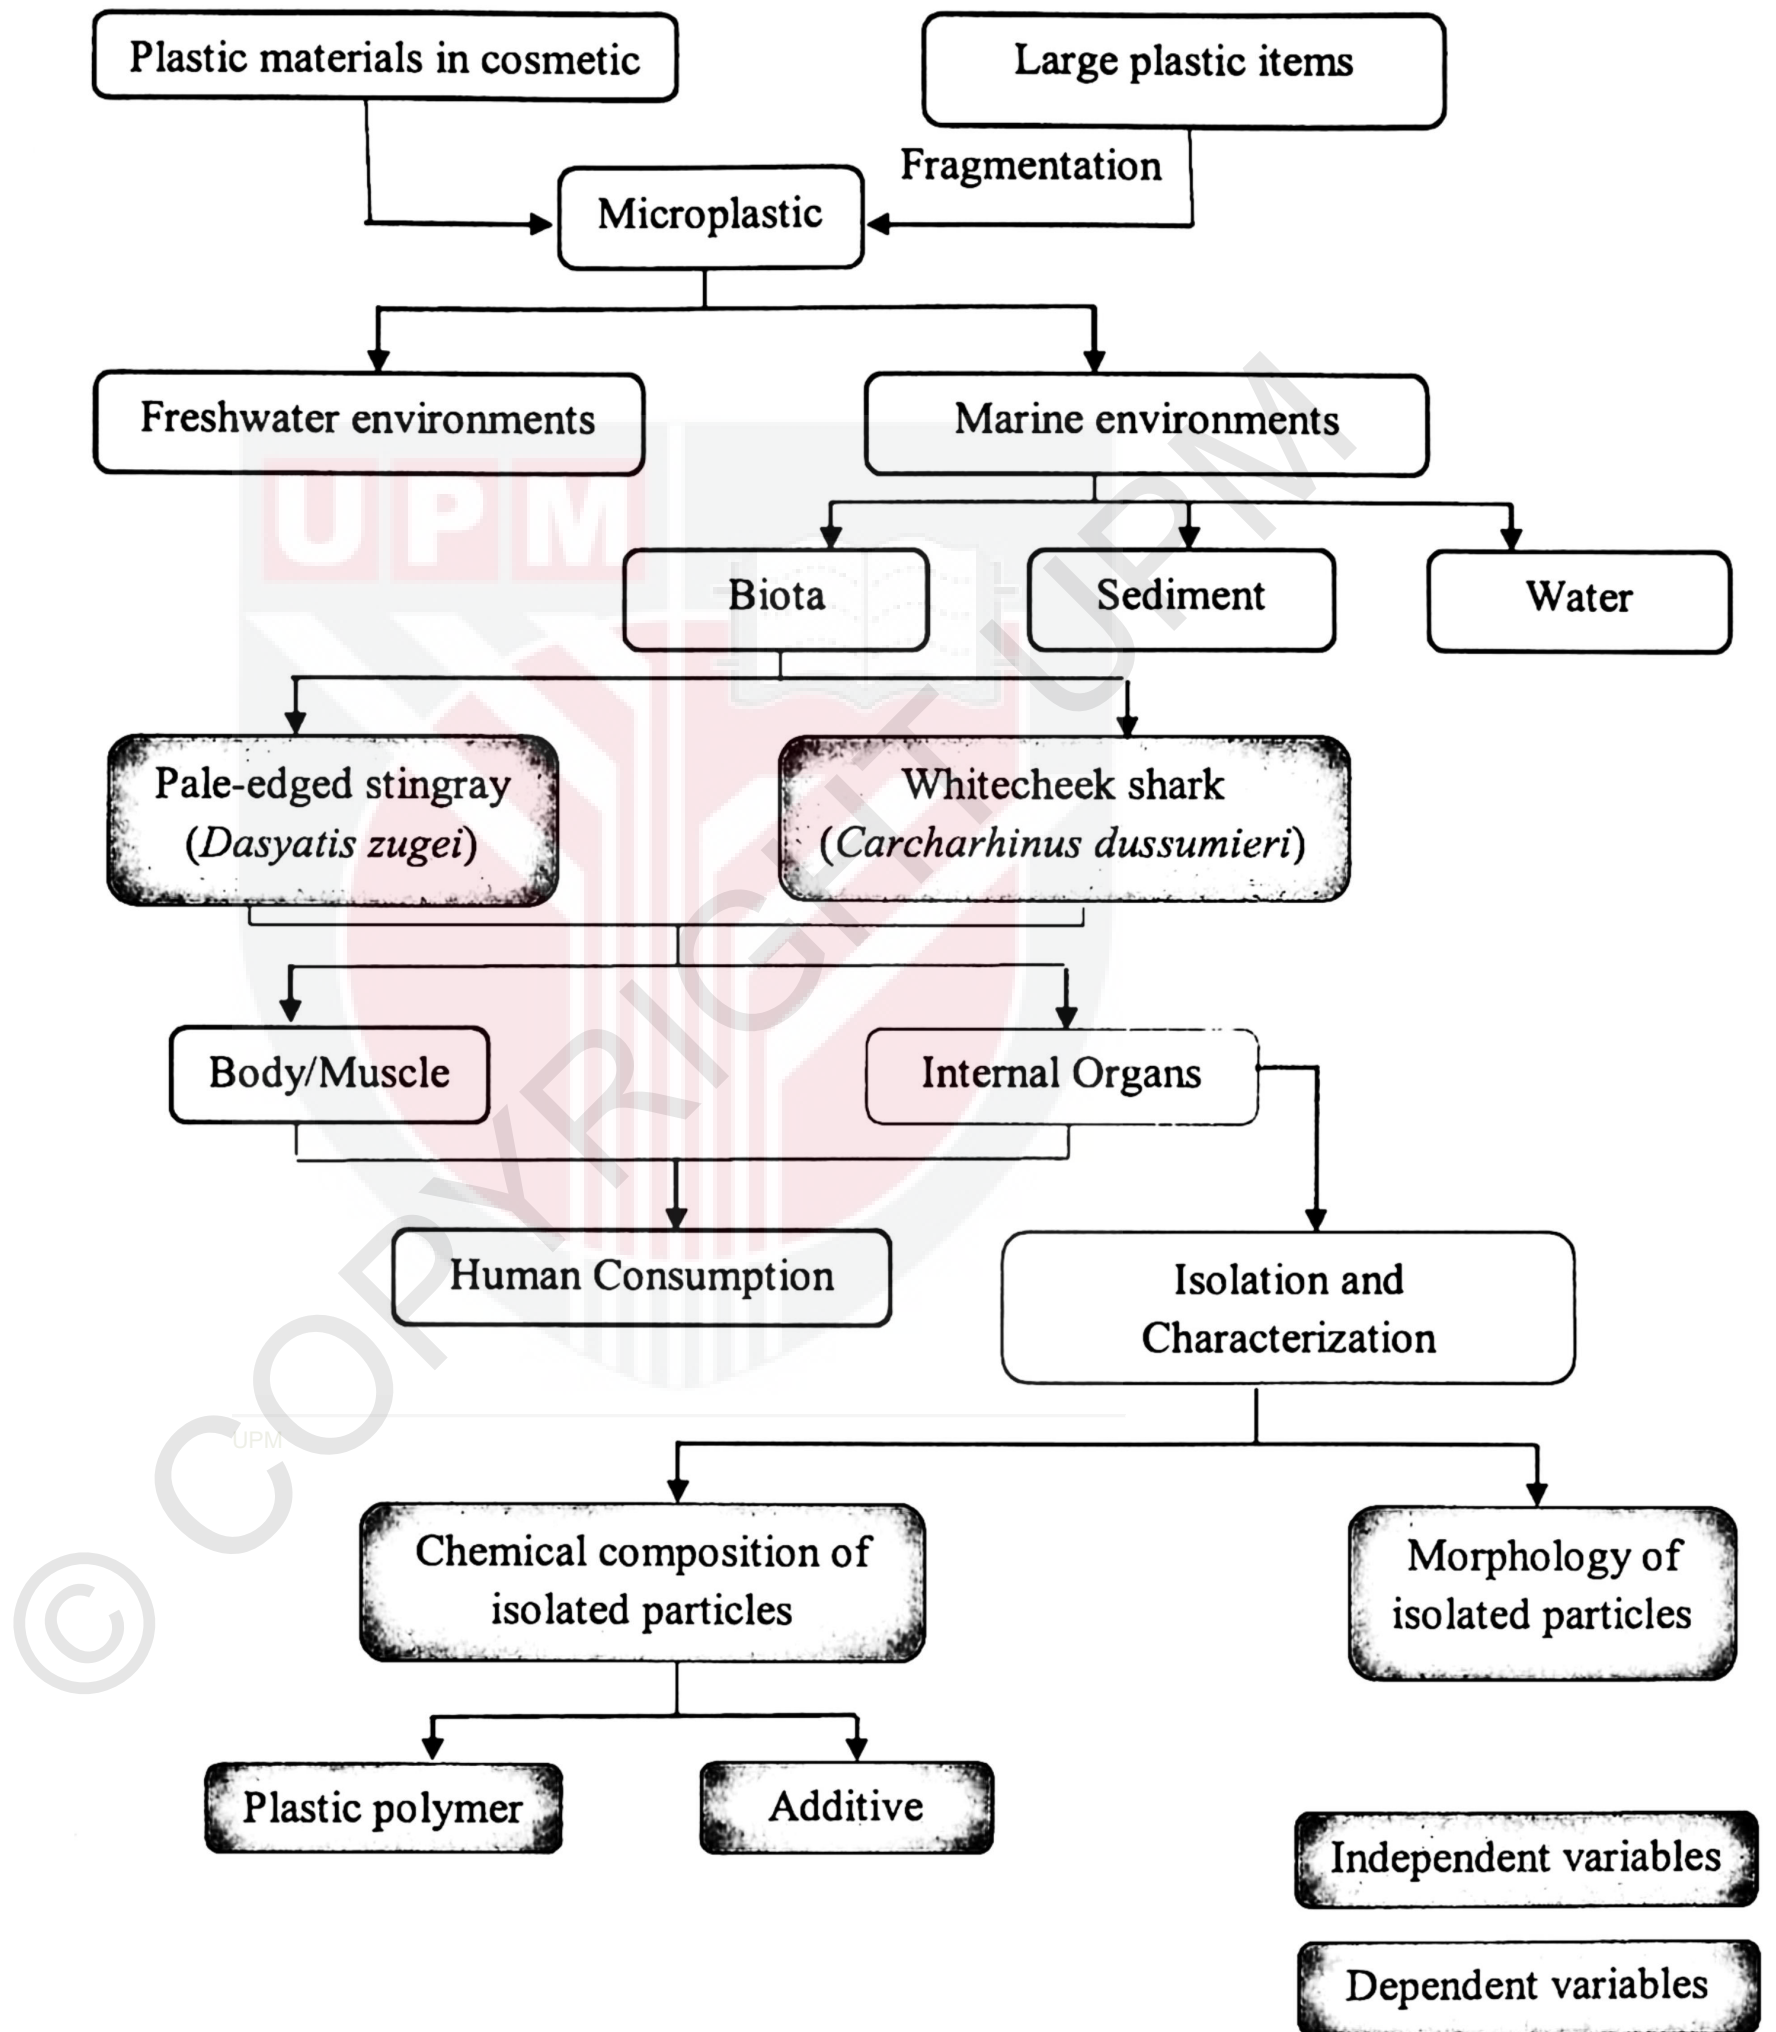 Plastic materials in cosmetic
Large plastic items
Fragmentation
Microplastic
Freshwater environments
Marine environments
UPM
Biota
Sediment
Water
Pale-edged stingray
(Dasyatis zugei)
Whitecheek shark
(Carcharhinus dussumieri)
Body/Muscle
Internal Organs
Human Consumption
Isolation and
Characterization
© COPYRIGHT UPM
UPM
Chemical composition of
isolated particles
Morphology of
isolated particles
Plastic polymer
Additive
Independent variables
Dependent variables